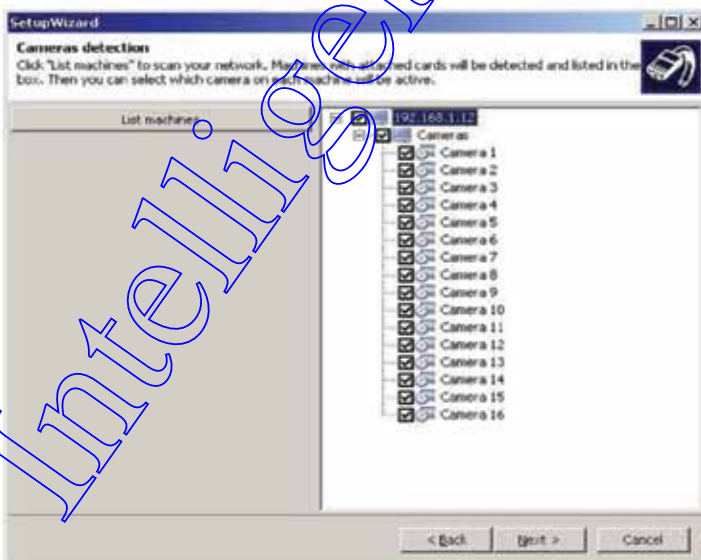 SetupWizard
Cameras detection
Click "List machines" to scan your network. Machines with attached cards will be detected and listed in the
box. Then you can select which camera on each machine will be active.
List machines
192.168.1.12
Cameras
Camera 1
Camera 2
Camera 3
Camera 4
Camera 5
Camera 6
Camera 7
Camera 8
Camera 9
Camera 10
Camera 11
Camera 12
Camera 13
Camera 14
Camera 15
Camera 16
< Back
Next >
Cancel
Intelligen